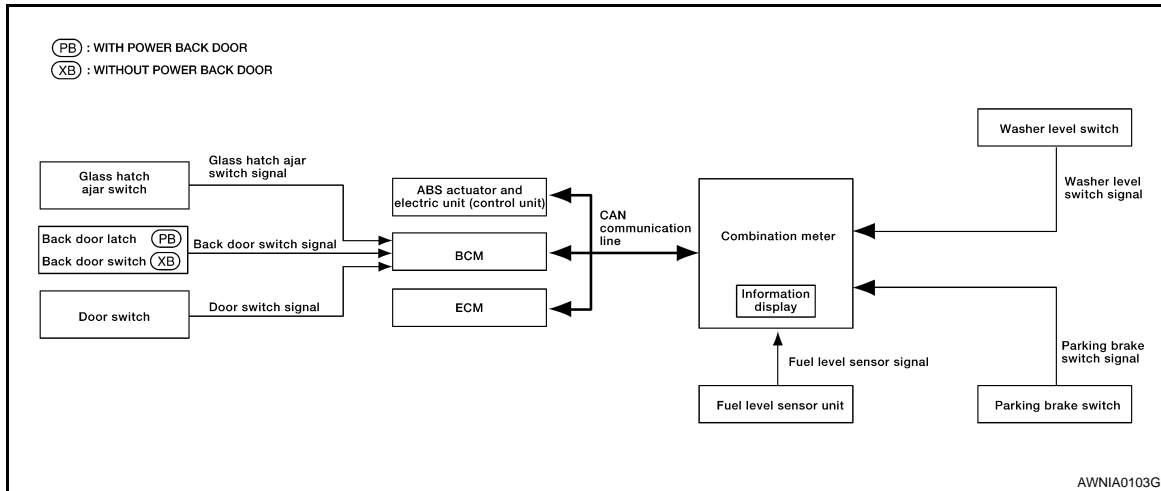 PB : WITH POWER BACK DOOR
XB : WITHOUT POWER BACK DOOR
Glass hatch
ajar switch
Glass hatch ajar
switch signal
Back door latch PB
Back door switch XB
Back door switch signal
Door switch
Door switch signal
ABS actuator and
electric unit (control unit)
BCM
ECM
CAN
communication
line
Combination meter
Information
display
Fuel level sensor signal
Fuel level sensor unit
Washer level switch
Washer level
switch signal
Parking brake
switch signal
Parking brake switch
AWNIA0103G